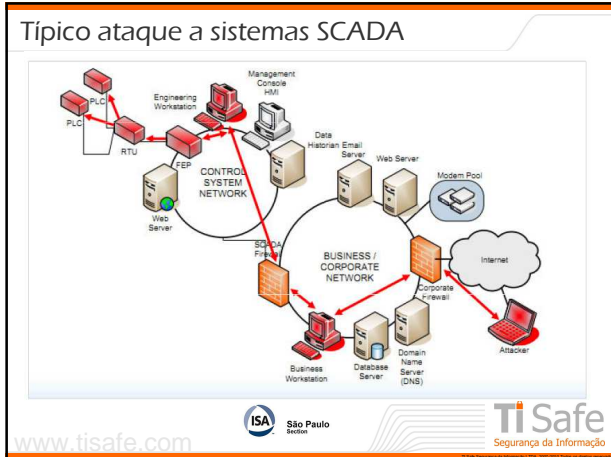 Típico ataque a sistemas SCADA
Management
Console
HMI
Engineering
Workstation
PLC
PLC
RTU
FEP
Data
Historian
Email
Server
Web Server
Modem Pool
CONTROL
SYSTEM
NETWORK
Web
Server
SCADA
Firewall
BUSINESS /
CORPORATE
NETWORK
Internet
Corporate
Firewall
Attacker
Business
Workstation
Database
Server
Domain
Name
Server
(DNS)
www.tisafe.com
ISA
São Paulo
Section
Ti Safe
Segurança da Informação